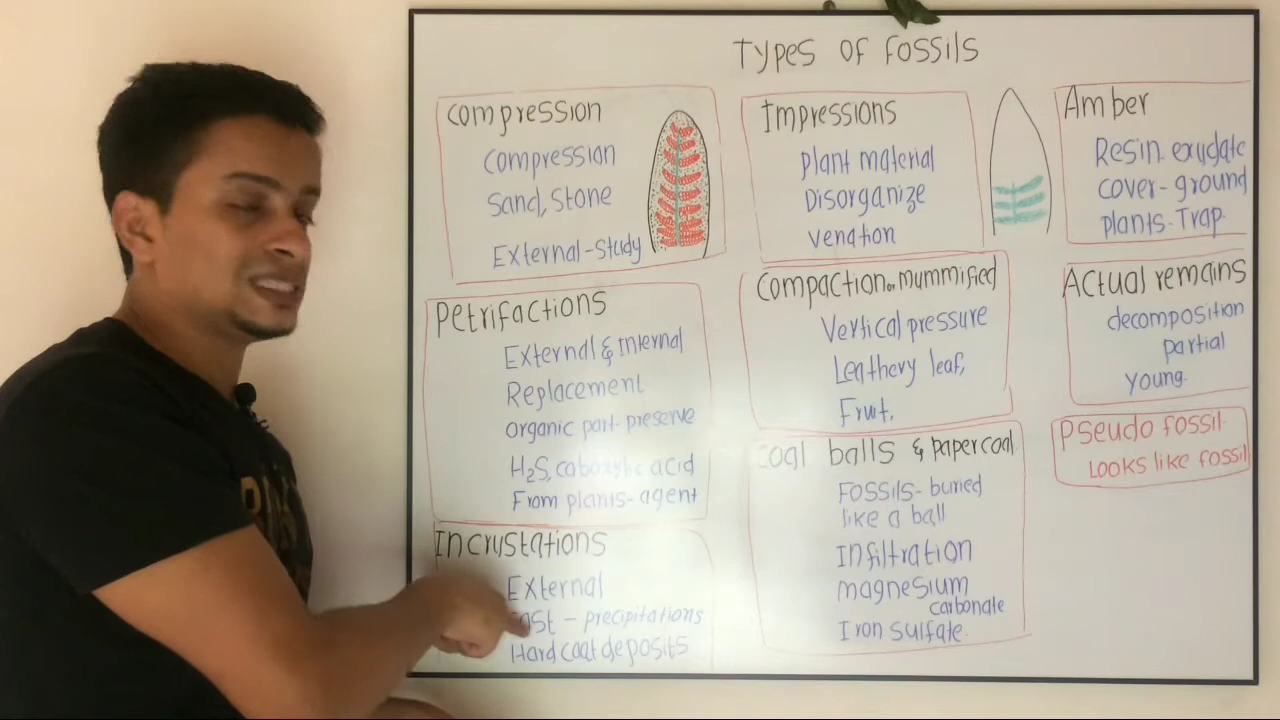 Types of Fossils
Compression
Compression
Sand, Stone
External-Study
Petrifactions
External & Internal
Replacement
organic part-preserve
H2S, caboxylic acid
From plants-agent
Incrustations
External
Cast - precipitations
Hard coat deposits
Impressions
Plant material
Disorganize
Venation
Compaction or mummified
Vertical pressure
Leathery leaf,
Fruit.
Coal balls & papercoal
Fossils-buried
like a ball
Infiltration
magnesium
carbonate
Iron sulfate.
Amber
Resin exudate
cover-ground
plants-Trap.
Actual remains
decomposition
partial
young.
Pseudo fossil
Looks like fossil